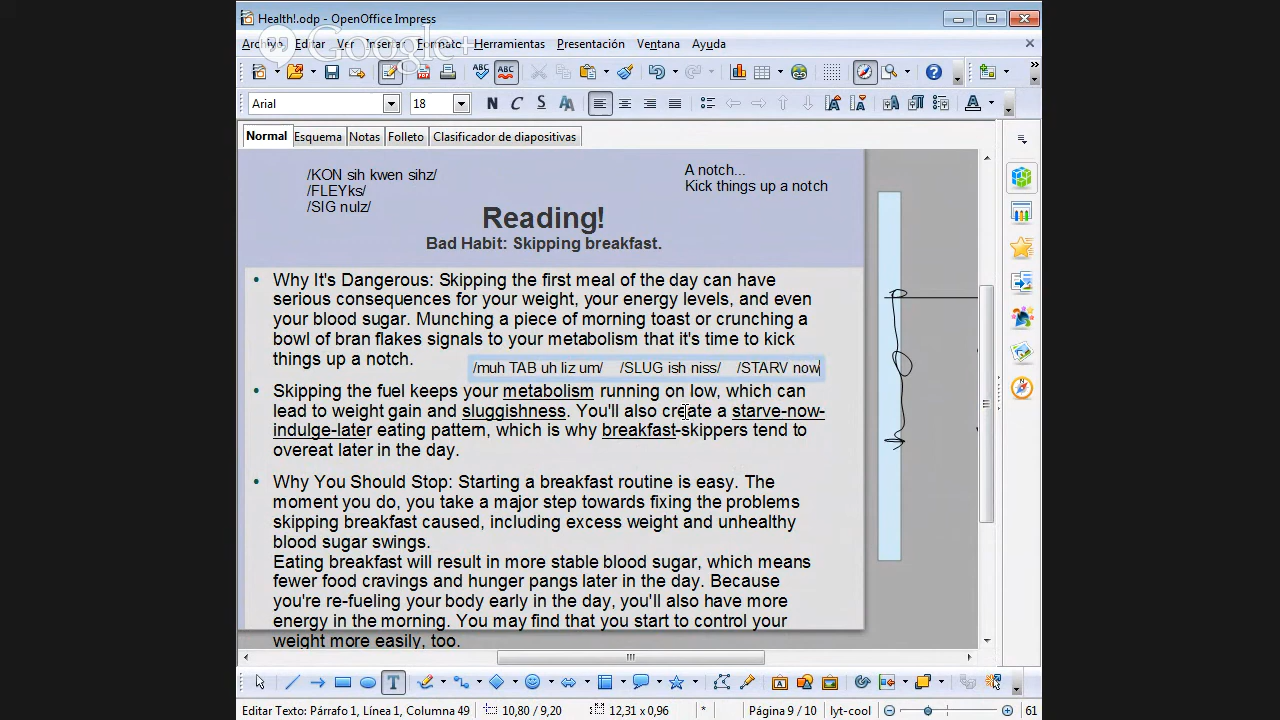 Health!.odp - OpenOffice Impress
Archivo Editar Ver Insertar Formato Herramientas Presentación Ventana Ayuda
Google+
Arial 18 N C S
Normal Esquema Notas Folleto Clasificador de diapositivas
/KON sih kwen sihz/
/FLEYks/
/SIG nulz/
A notch...
Kick things up a notch
Reading!
Bad Habit: Skipping breakfast.
• Why It's Dangerous: Skipping the first meal of the day can have
serious consequences for your weight, your energy levels, and even
your blood sugar. Munching a piece of morning toast or crunching a
bowl of bran flakes signals to your metabolism that it's time to kick
things up a notch.
/muh TAB uh liz um/ /SLUG ish niss/ /STARV now
• Skipping the fuel keeps your metabolism running on low, which can
lead to weight gain and sluggishness. You'll also create a starve-now-
indulge-later eating pattern, which is why breakfast-skippers tend to
overeat later in the day.
• Why You Should Stop: Starting a breakfast routine is easy. The
moment you do, you take a major step towards fixing the problems
skipping breakfast caused, including excess weight and unhealthy
blood sugar swings.
Eating breakfast will result in more stable blood sugar, which means
fewer food cravings and hunger pangs later in the day. Because
you're re-fueling your body early in the day, you'll also have more
energy in the morning. You may find that you start to control your
weight more easily, too.
Editar Texto: Párrafo 1, Línea 1, Columna 49 10,80 / 9,20 12,31 x 0,96 * Página 9 / 10 lyt-cool 61